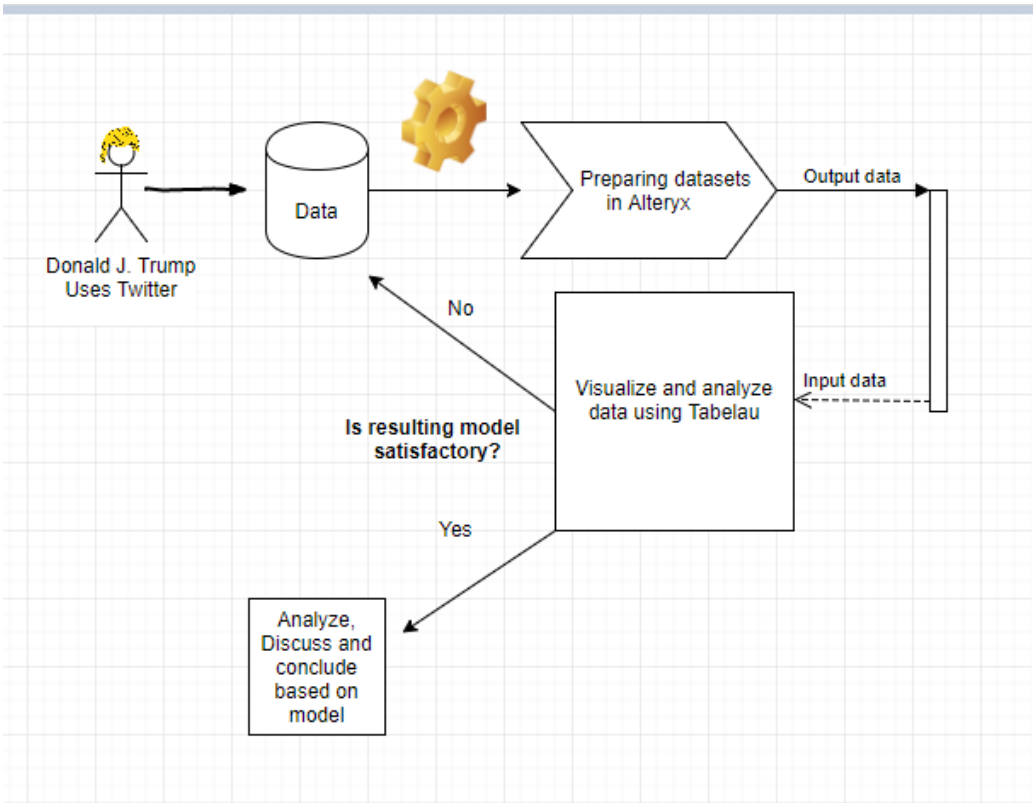 Donald J. Trump
Uses Twitter
Data
Preparing datasets
in Alteryx
Output data
Input data
Visualize and analyze
data using Tabelau
No
Is resulting model
satisfactory?
Yes
Analyze,
Discuss and
conclude
based on
model